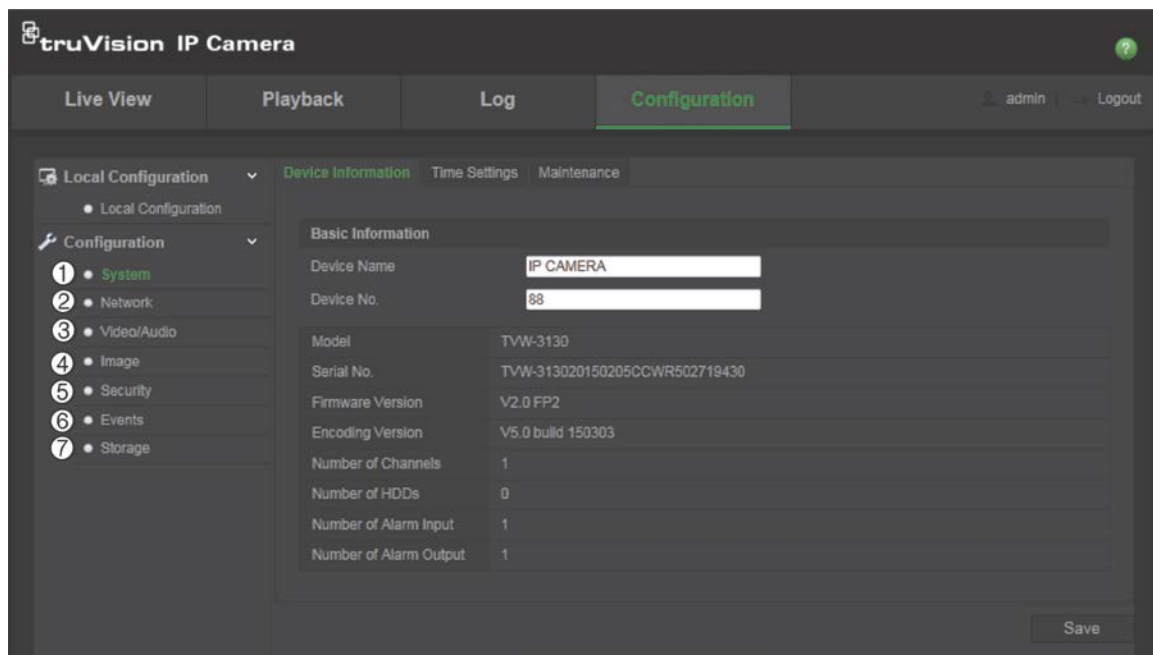 truVision IP Camera
?
Live View Playback Log Configuration admin Logout
Local Configuration
Local Configuration
Configuration
1 System
2 Network
3 Video/Audio
4 Image
5 Security
6 Events
7 Storage
Device Information Time Settings Maintenance
Basic Information
Device Name IP CAMERA
Device No. 88
Model TVW-3130
Serial No. TVW-313020150205CCWR502719430
Firmware Version V2.0 FP2
Encoding Version V5.0 build 150303
Number of Channels 1
Number of HDDs 0
Number of Alarm Input 1
Number of Alarm Output 1
Save